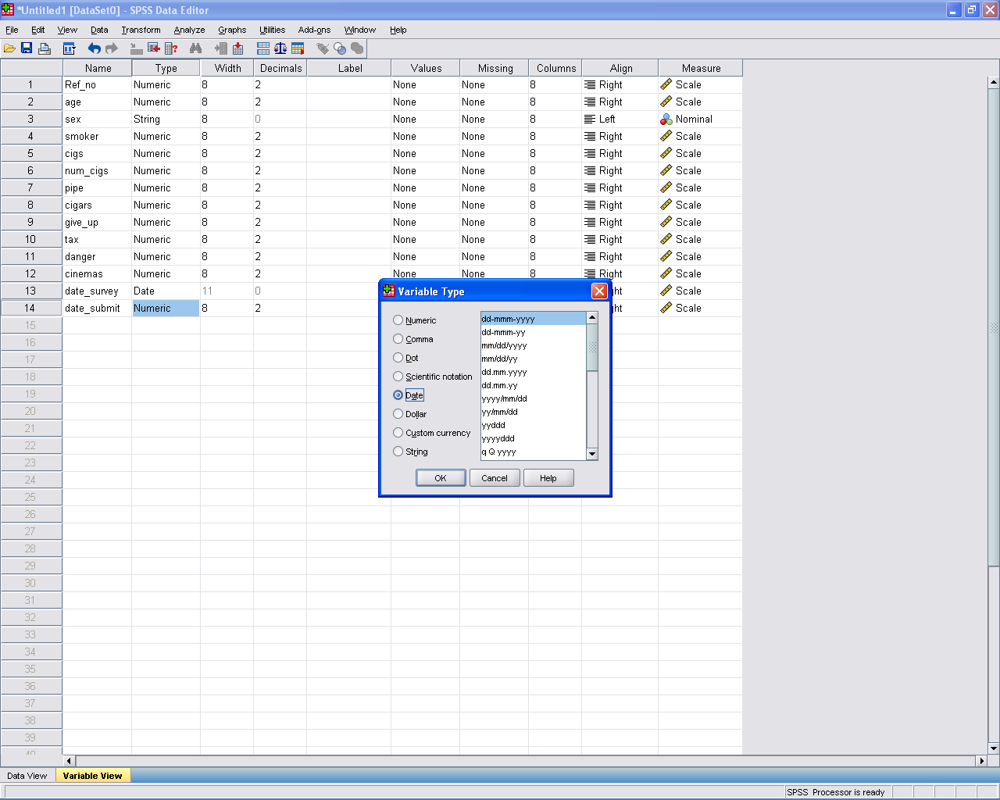 *Untitled1 [DataSet0] - SPSS Data Editor
File Edit View Data Transform Analyze Graphs Utilities Add-ons Window Help
Name Type Width Decimals Label Values Missing Columns Align Measure
1 Ref_no Numeric 8 2 None None 8 Right Scale
2 age Numeric 8 2 None None 8 Right Scale
3 sex String 8 0 None None 8 Left Nominal
4 smoker Numeric 8 2 None None 8 Right Scale
5 cigs Numeric 8 2 None None 8 Right Scale
6 num_cigs Numeric 8 2 None None 8 Right Scale
7 pipe Numeric 8 2 None None 8 Right Scale
8 cigars Numeric 8 2 None None 8 Right Scale
9 give_up Numeric 8 2 None None 8 Right Scale
10 tax Numeric 8 2 None None 8 Right Scale
11 danger Numeric 8 2 None None 8 Right Scale
12 cinemas Numeric 8 2 None None 8 Right Scale
13 date_survey Date 11 0 Scale
14 date_submit Numeric 8 2 Scale
15
16
17
18
19
20
21
22
23
24
25
26
27
28
29
30
31
32
33
34
35
36
37
38
39
Variable Type
Numeric
Comma
Dot
Scientific notation
Date
Dollar
Custom currency
String
dd-mmm-yyyy
dd-mmm-yy
mm/dd/yyyy
mm/dd/yy
dd.mm.yyyy
dd.mm.yy
yyyy/mm/dd
yy/mm/dd
yyddd
yyyyddd
q Q yyyy
OK Cancel Help
Data View Variable View
SPSS Processor is ready